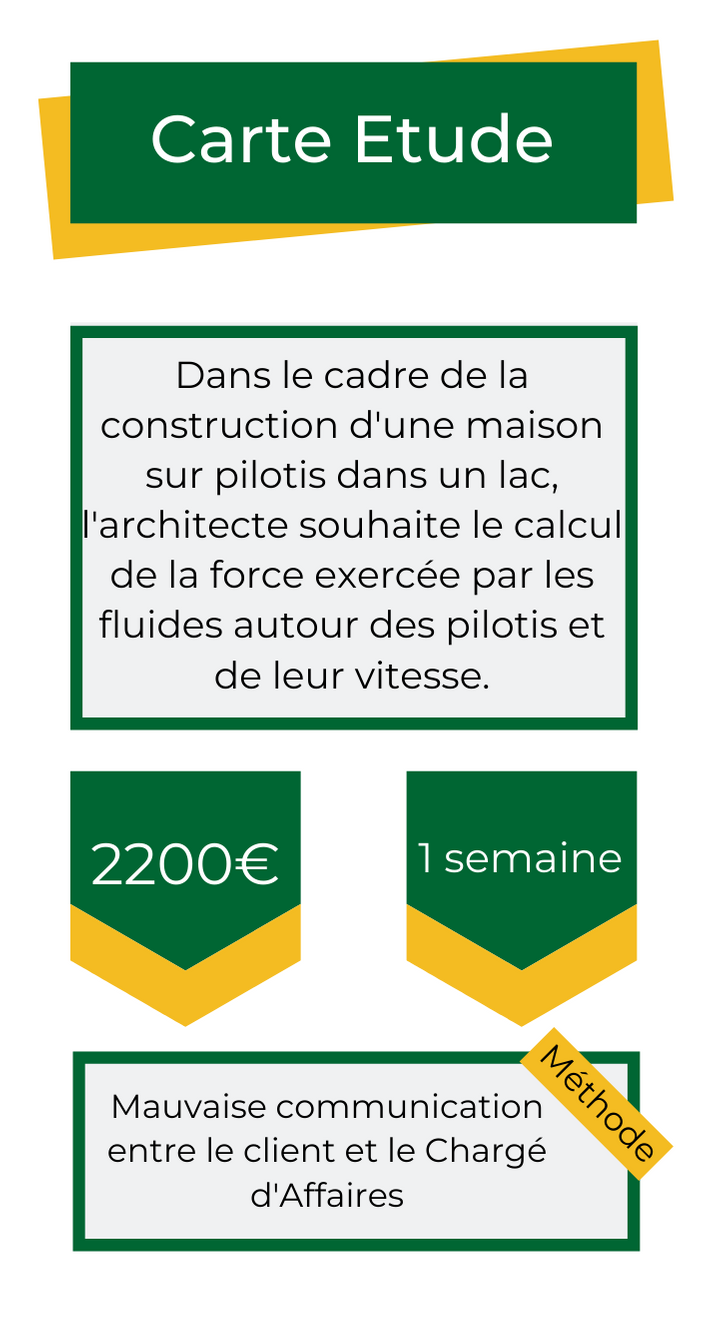 Carte Etude
Dans le cadre de la
construction d'une maison
sur pilotis dans un lac,
l'architecte souhaite le calcul
de la force exercée par les
fluides autour des pilotis et
de leur vitesse.
2200€
1 semaine
Méthode
Mauvaise communication
entre le client et le Chargé
d'Affaires